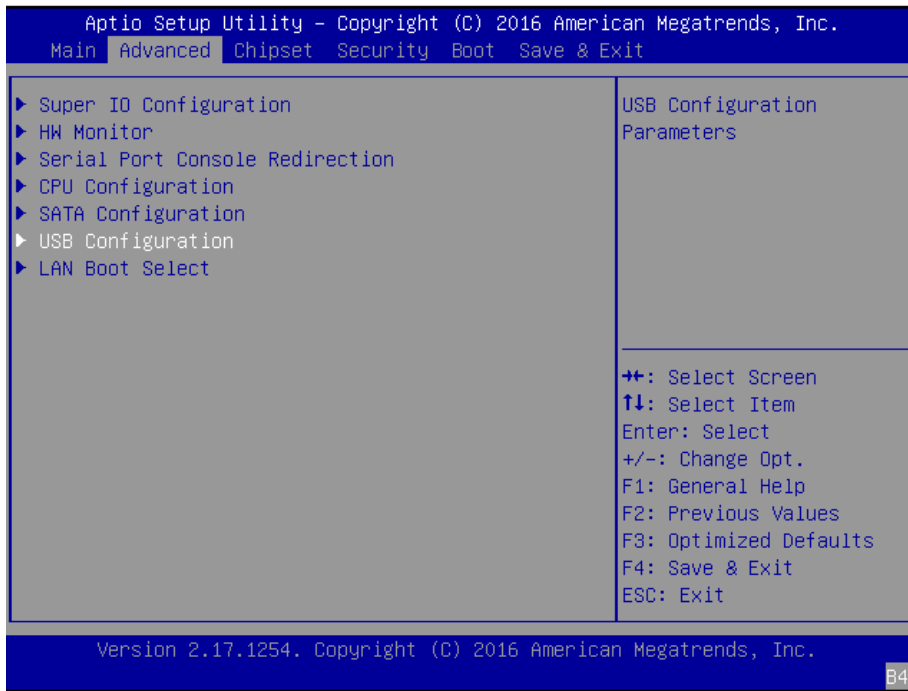 Aptio Setup Utility – Copyright (C) 2016 American Megatrends, Inc.
Main Advanced Chipset Security Boot Save & Exit
▶ Super IO Configuration
▶ HW Monitor
▶ Serial Port Console Redirection
▶ CPU Configuration
▶ SATA Configuration
▶ USB Configuration
▶ LAN Boot Select
USB Configuration
Parameters
→←: Select Screen
↑↓: Select Item
Enter: Select
+/-: Change Opt.
F1: General Help
F2: Previous Values
F3: Optimized Defaults
F4: Save & Exit
ESC: Exit
Version 2.17.1254. Copyright (C) 2016 American Megatrends, Inc.
B4